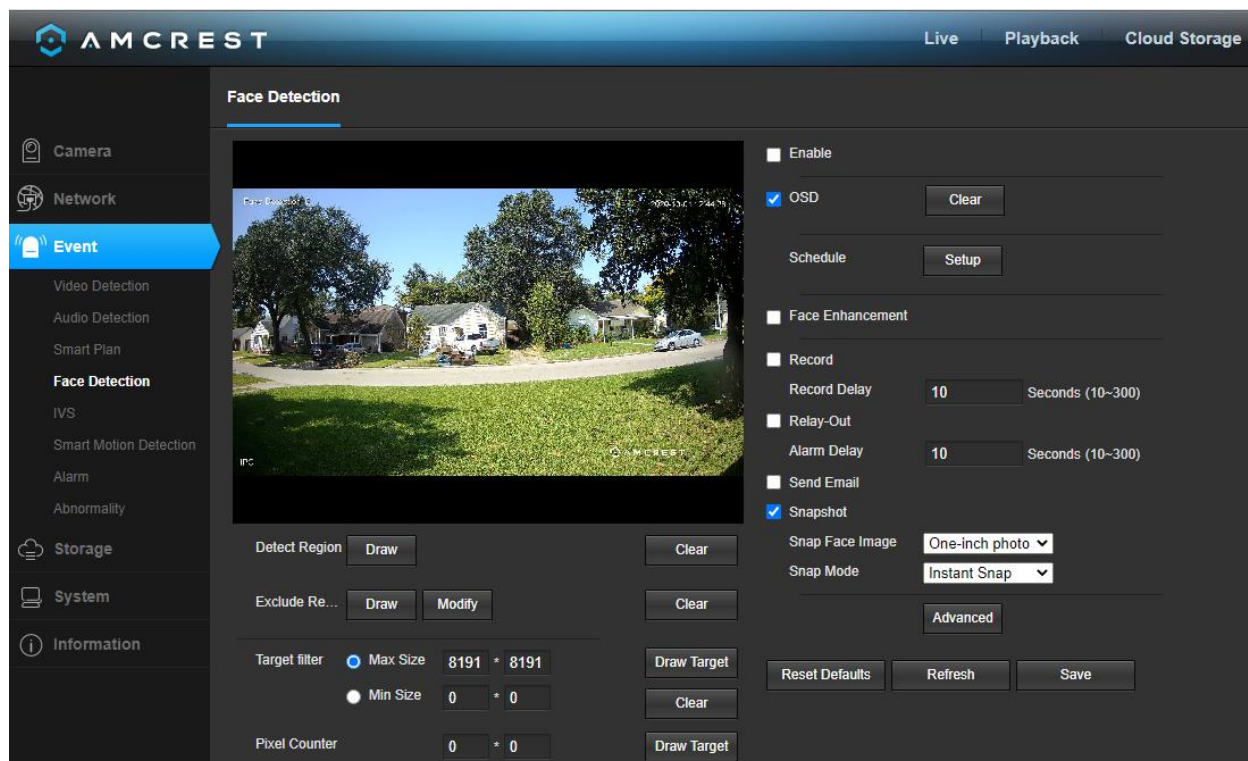 AMCREST
Live Playback Cloud Storage
Face Detection
Camera
Network
Event
Video Detection
Audio Detection
Smart Plan
Face Detection
IVS
Smart Motion Detection
Alarm
Abnormality
Storage
System
Information
IPC
AMCREST
Detect Region Draw Clear
Exclude Re... Draw Modify Clear
Target filter Max Size 8191 * 8191 Draw Target
Min Size 0 * 0 Clear
Pixel Counter 0 * 0 Draw Target
Enable
OSD Clear
Schedule Setup
Face Enhancement
Record
Record Delay 10 Seconds (10~300)
Relay-Out
Alarm Delay 10 Seconds (10~300)
Send Email
Snapshot
Snap Face Image One-inch photo
Snap Mode Instant Snap
Advanced
Reset Defaults Refresh Save